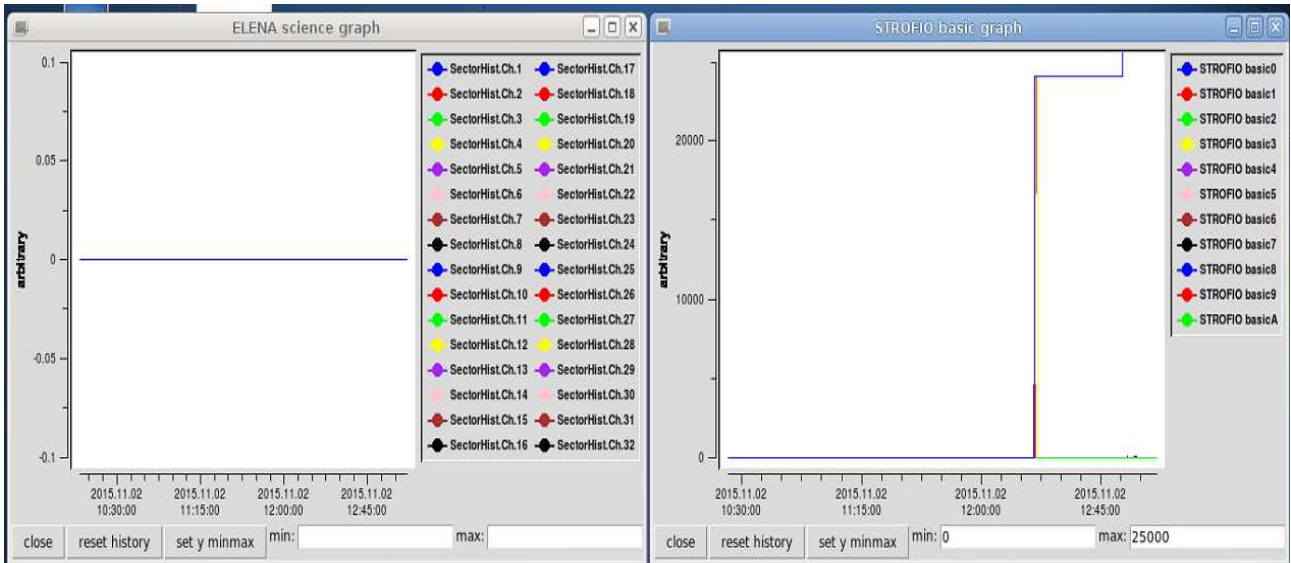 ELENA science graph
arbitrary
0.1
0.05
0
-0.05
-0.1
2015.11.02 2015.11.02 2015.11.02 2015.11.02
10:30:00 11:15:00 12:00:00 12:45:00
SectorHist.Ch.1 SectorHist.Ch.17
SectorHist.Ch.2 SectorHist.Ch.18
SectorHist.Ch.3 SectorHist.Ch.19
SectorHist.Ch.4 SectorHist.Ch.20
SectorHist.Ch.5 SectorHist.Ch.21
SectorHist.Ch.6 SectorHist.Ch.22
SectorHist.Ch.7 SectorHist.Ch.23
SectorHist.Ch.8 SectorHist.Ch.24
SectorHist.Ch.9 SectorHist.Ch.25
SectorHist.Ch.10 SectorHist.Ch.26
SectorHist.Ch.11 SectorHist.Ch.27
SectorHist.Ch.12 SectorHist.Ch.28
SectorHist.Ch.13 SectorHist.Ch.29
SectorHist.Ch.14 SectorHist.Ch.30
SectorHist.Ch.15 SectorHist.Ch.31
SectorHist.Ch.16 SectorHist.Ch.32
close reset history set y minmax min: max:
STROFIO basic graph
arbitrary
20000
10000
0
2015.11.02 2015.11.02 2015.11.02 2015.11.02
10:30:00 11:15:00 12:00:00 12:45:00
STROFIO basic0
STROFIO basic1
STROFIO basic2
STROFIO basic3
STROFIO basic4
STROFIO basic5
STROFIO basic6
STROFIO basic7
STROFIO basic8
STROFIO basic9
STROFIO basicA
close reset history set y minmax min: 0 max: 25000